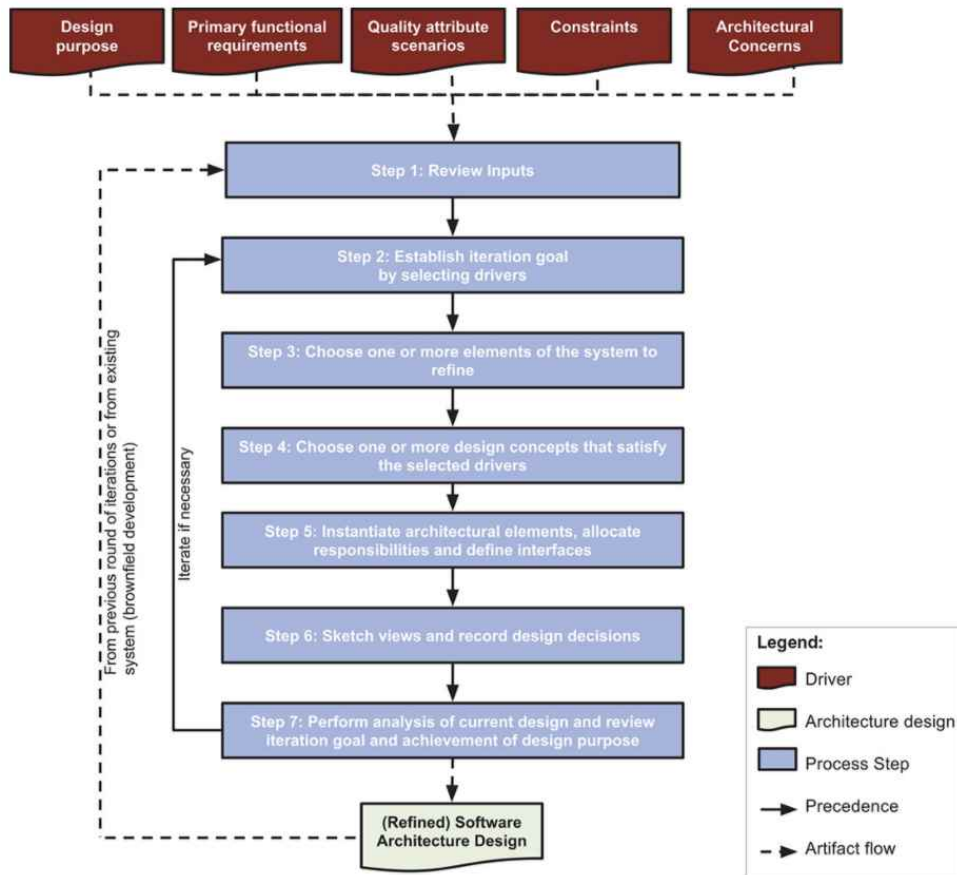 Design
purpose
Primary functional
requirements
Quality attribute
scenarios
Constraints
Architectural
Concerns
Step 1: Review Inputs
Step 2: Establish iteration goal
by selecting drivers
Step 3: Choose one or more elements of the system to
refine
Step 4: Choose one or more design concepts that satisfy
the selected drivers
Step 5: Instantiate architectural elements, allocate
responsibilities and define interfaces
Step 6: Sketch views and record design decisions
Step 7: Perform analysis of current design and review
iteration goal and achievement of design purpose
(Refined) Software
Architecture Design
From previous round of iterations or from existing
system (brownfield development)
Iterate if necessary
Legend:
Driver
Architecture design
Process Step
Precedence
Artifact flow